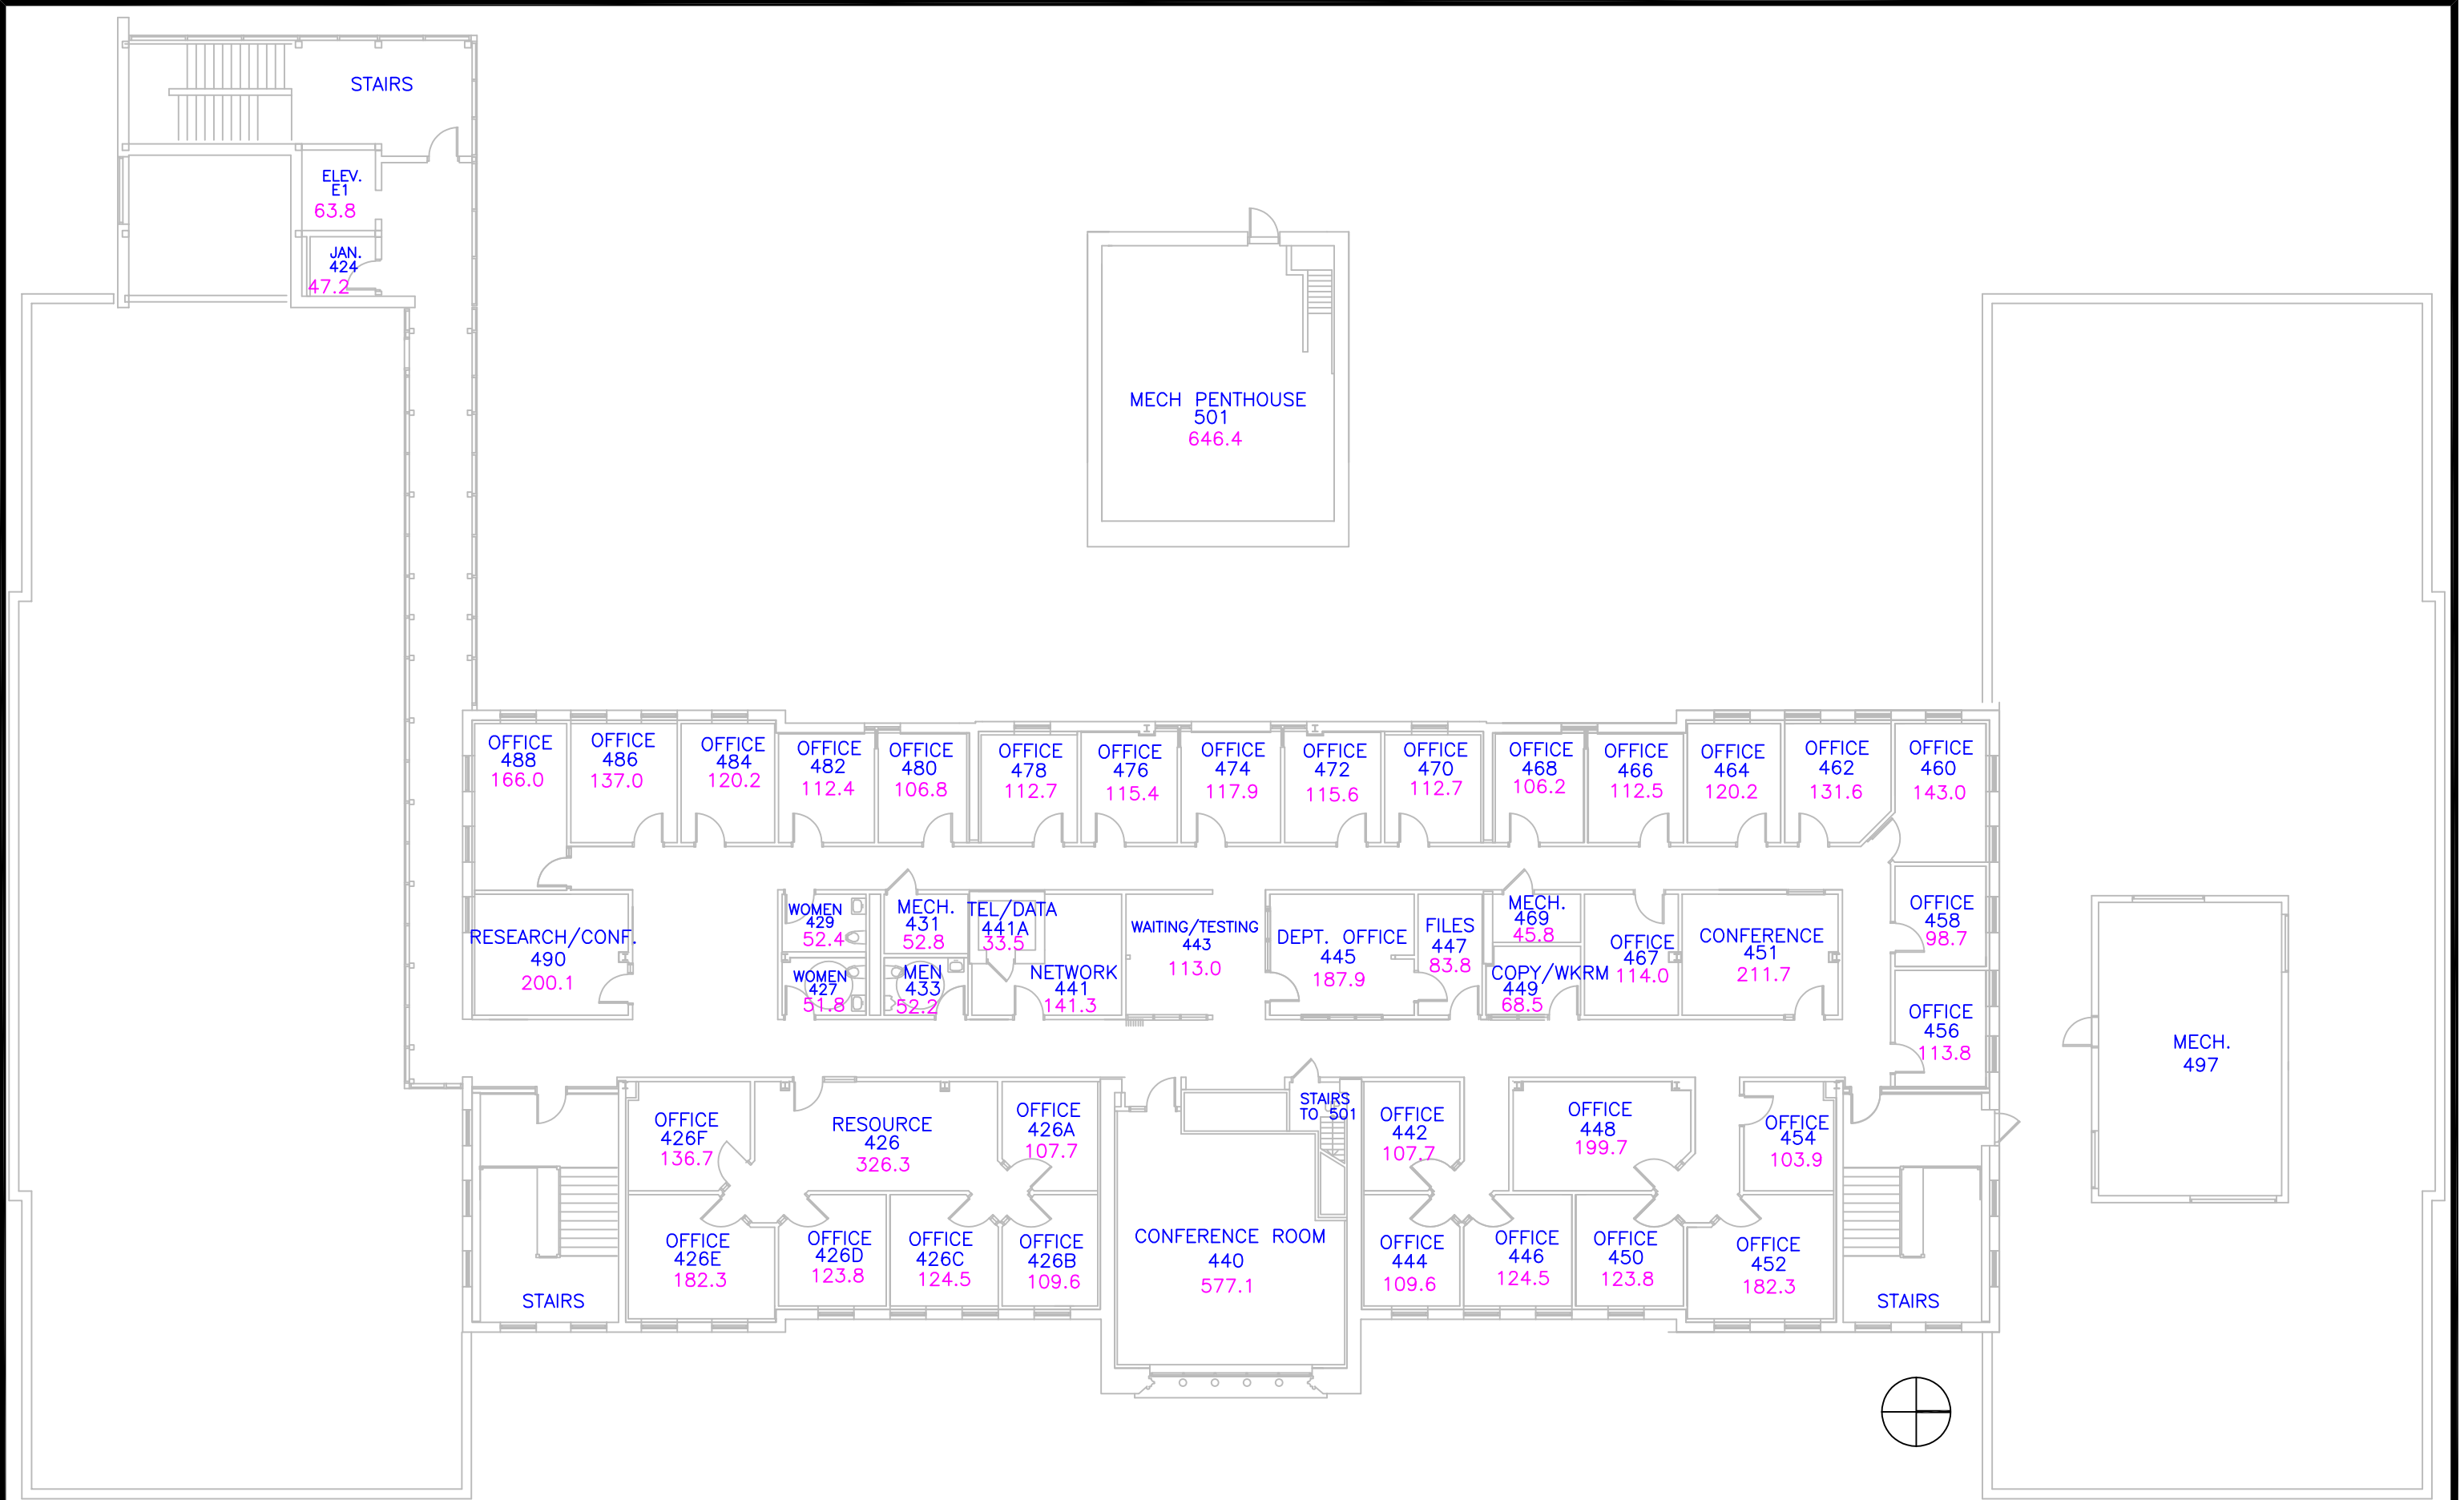 STAIRS
ELEV.
E1
63.8
JAN.
424
47.2
MECH PENTHOUSE
501
646.4
OFFICE
488
166.0
OFFICE
486
137.0
OFFICE
484
120.2
OFFICE
482
112.4
OFFICE
480
106.8
OFFICE
478
112.7
OFFICE
476
115.4
OFFICE
474
117.9
OFFICE
472
115.6
OFFICE
470
112.7
OFFICE
468
106.2
OFFICE
466
112.5
OFFICE
464
120.2
OFFICE
462
131.6
OFFICE
460
143.0
RESEARCH/CONF.
490
200.1
WOMEN
429
52.4
WOMEN
427
51.8
MECH.
431
52.8
MEN
433
52.2
TEL/DATA
441A
33.5
NETWORK
441
141.3
WAITING/TESTING
443
113.0
DEPT. OFFICE
445
187.9
FILES
447
83.8
MECH.
469
45.8
COPY/WKRM
449
68.5
OFFICE
467
114.0
CONFERENCE
451
211.7
OFFICE
458
98.7
OFFICE
456
113.8
MECH.
497
OFFICE
426F
136.7
RESOURCE
426
326.3
OFFICE
426A
107.7
STAIRS
TO 501
OFFICE
442
107.7
OFFICE
448
199.7
OFFICE
454
103.9
STAIRS
OFFICE
426E
182.3
OFFICE
426D
123.8
OFFICE
426C
124.5
OFFICE
426B
109.6
CONFERENCE ROOM
440
577.1
OFFICE
444
109.6
OFFICE
446
124.5
OFFICE
450
123.8
OFFICE
452
182.3
STAIRS